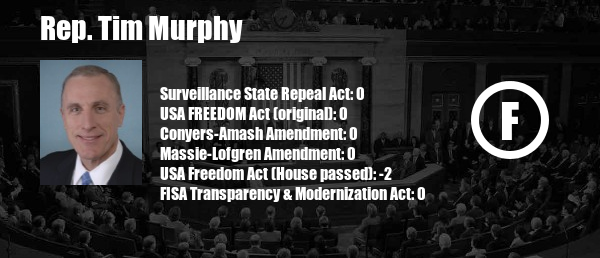 Rep. Tim Murphy
Surveillance State Repeal Act: 0
USA FREEDOM Act (original): 0
Conyers-Amash Amendment: 0
Massie-Lofgren Amendment: 0
USA Freedom Act (House passed): -2
FISA Transparency & Modernization Act: 0
F